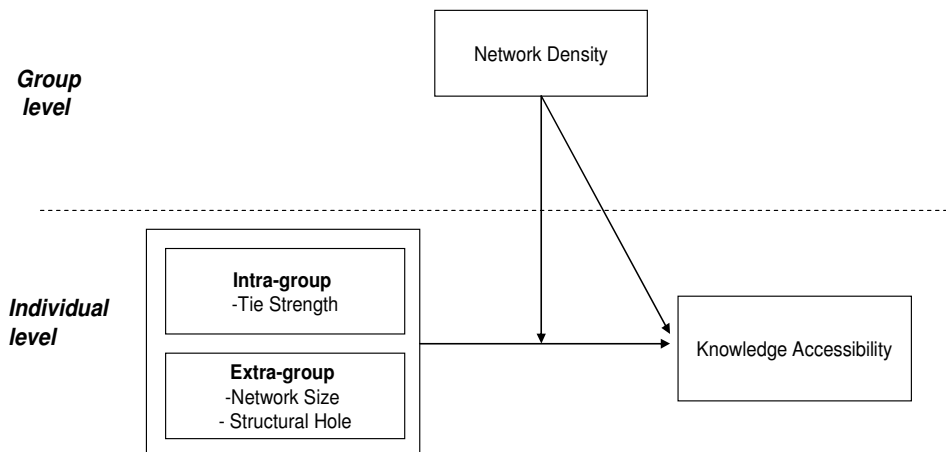 Network Density
Group
level
Intra-group
-Tie Strength
Individual
level
Extra-group
-Network Size
- Structural Hole
Knowledge Accessibility